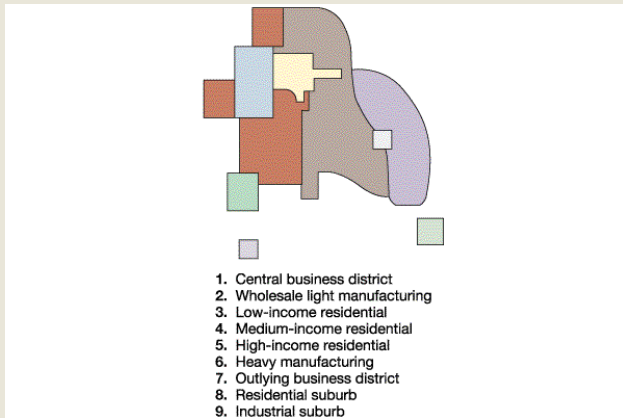 1. Central business district
2. Wholesale light manufacturing
3. Low-income residential
4. Medium-income residential
5. High-income residential
6. Heavy manufacturing
7. Outlying business district
8. Residential suburb
9. Industrial suburb